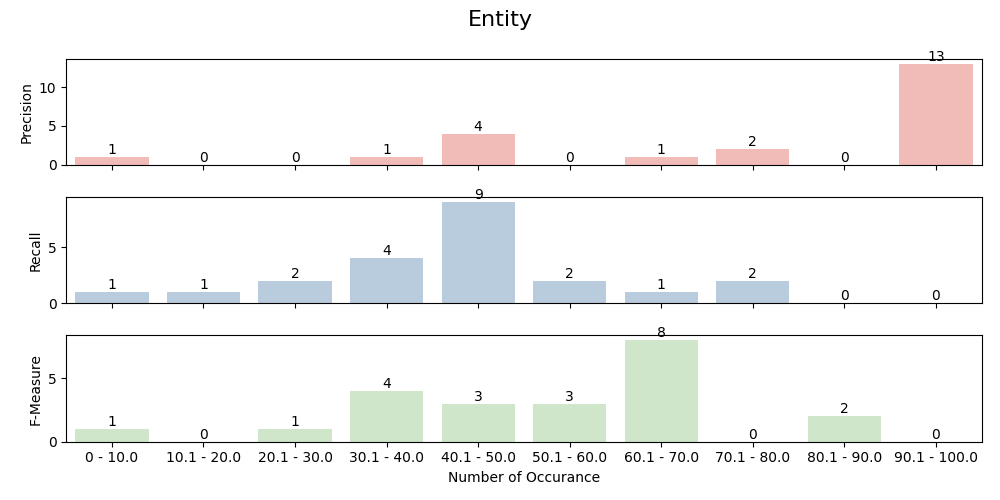 Entity
Precision
10
5
0
1 0 0 1 4 0 1 2 0 13
Recall
5
0
1 1 2 4 9 2 1 2 0 0
F-Measure
5
0
1 0 1 4 3 3 8 0 2 0
0 - 10.0 10.1 - 20.0 20.1 - 30.0 30.1 - 40.0 40.1 - 50.0 50.1 - 60.0 60.1 - 70.0 70.1 - 80.0 80.1 - 90.0 90.1 - 100.0
Number of Occurance